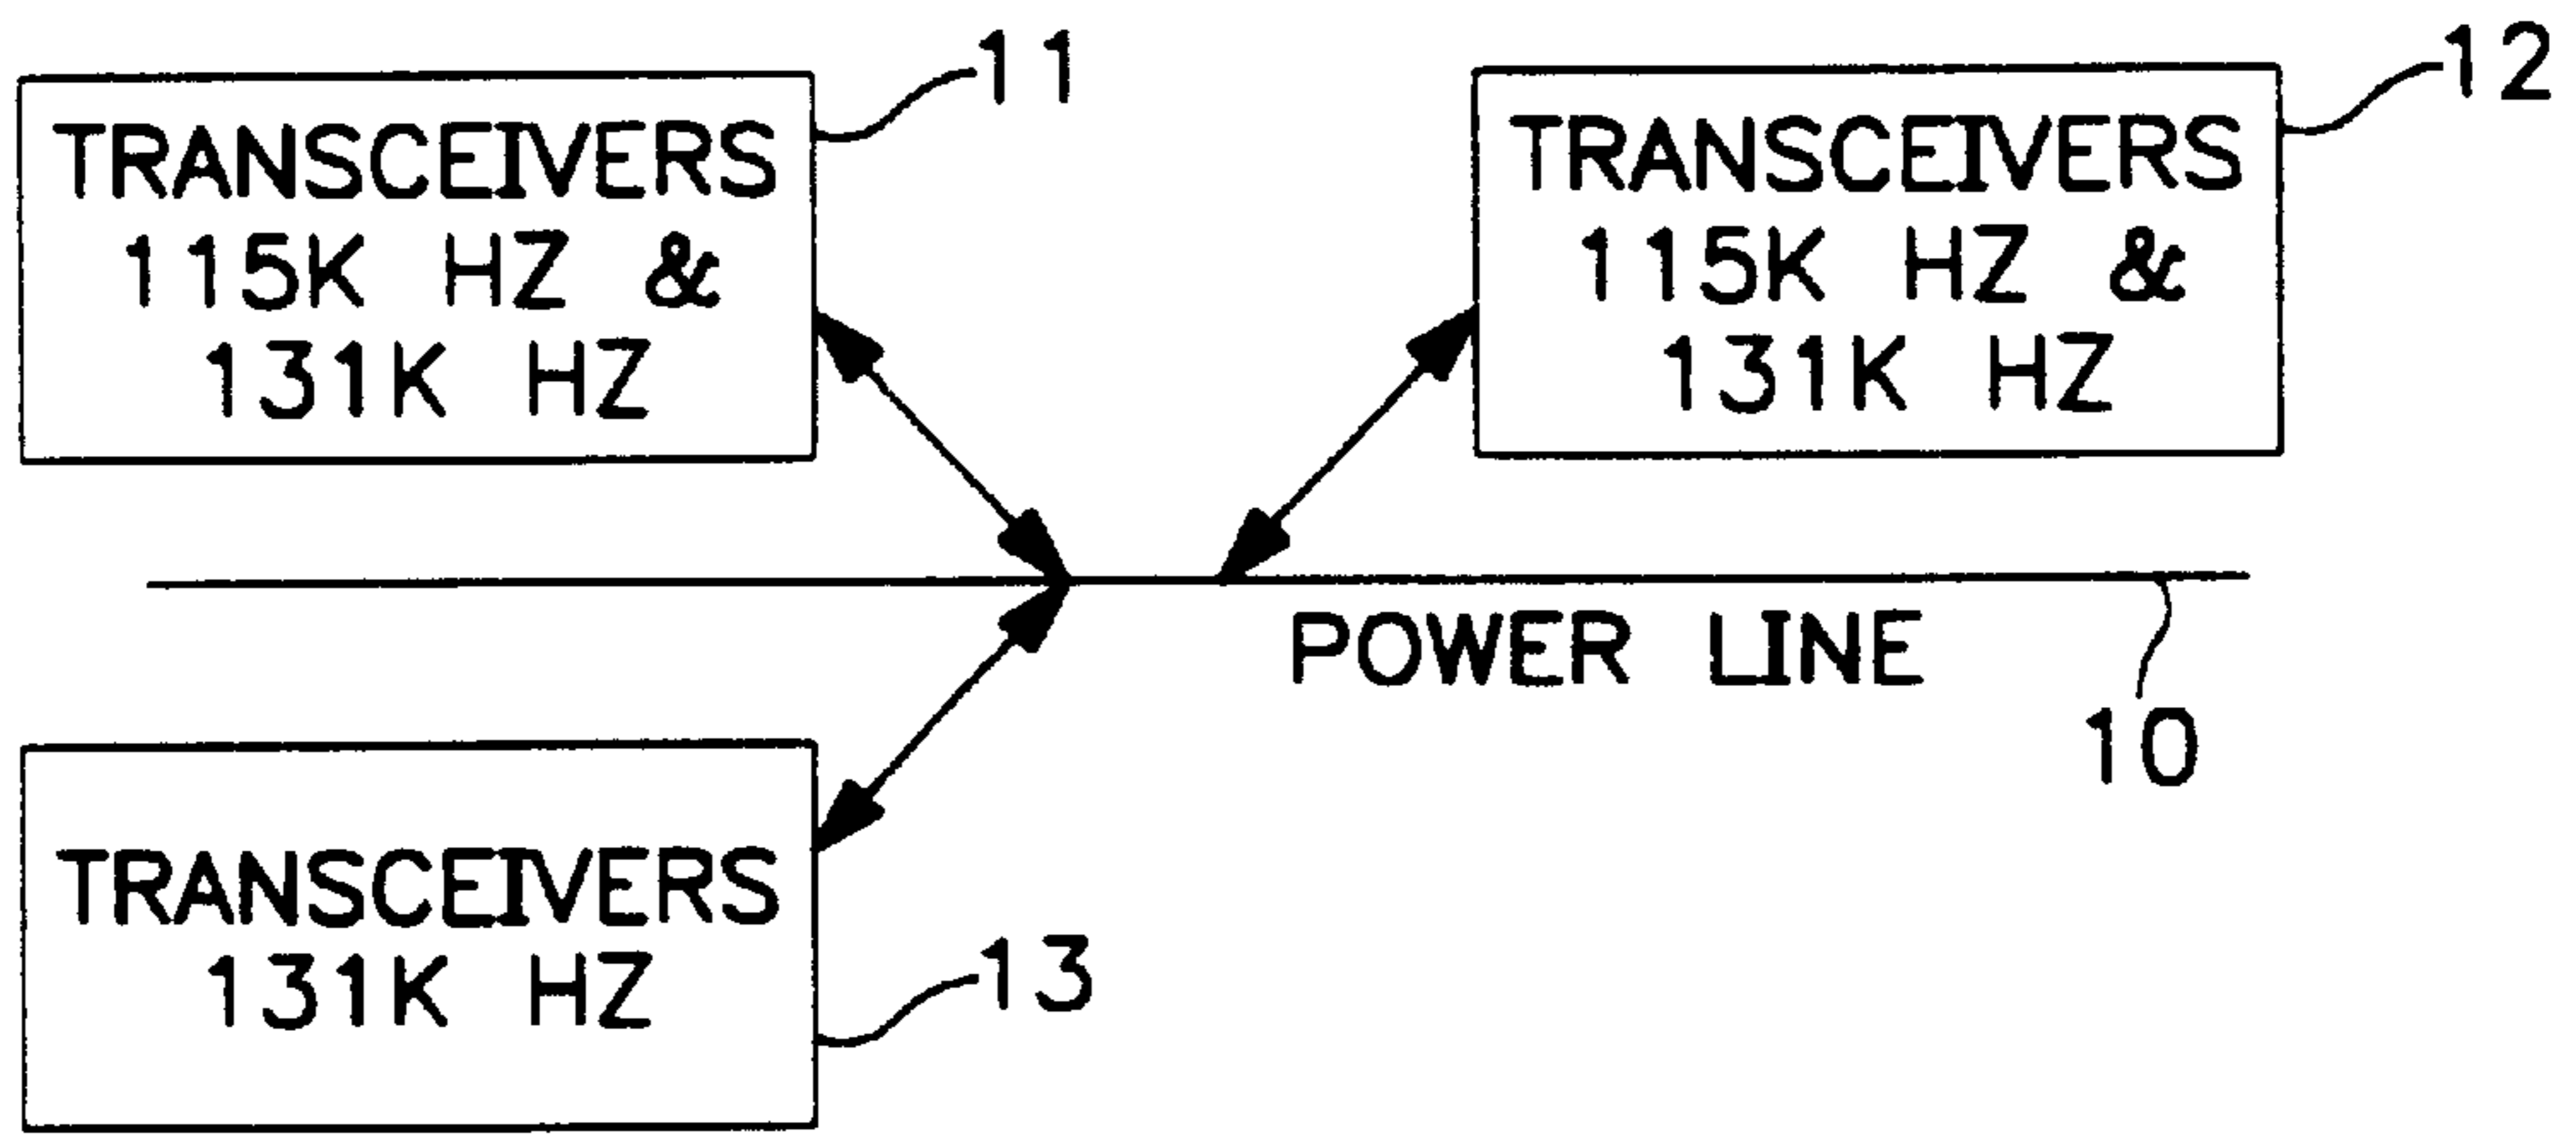 11
TRANSCEIVERS
115K HZ &
131K HZ
12
TRANSCEIVERS
115K HZ &
131K HZ
POWER LINE
10
TRANSCEIVERS
131K HZ
13